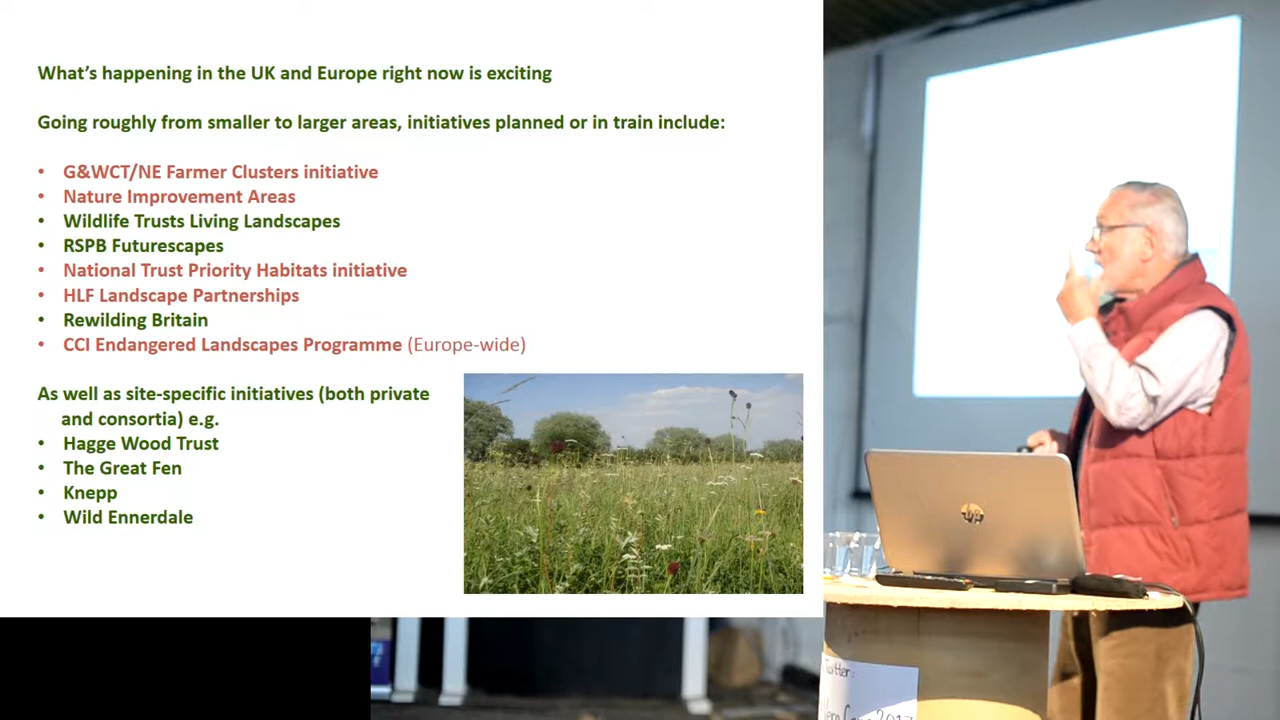 What's happening in the UK and Europe right now is exciting
Going roughly from smaller to larger areas, initiatives planned or in train include:
• G&WCT/NE Farmer Clusters initiative
• Nature Improvement Areas
• Wildlife Trusts Living Landscapes
• RSPB Futurescapes
• National Trust Priority Habitats initiative
• HLF Landscape Partnerships
• Rewilding Britain
• CCI Endangered Landscapes Programme (Europe-wide)
As well as site-specific initiatives (both private
and consortia) e.g.
• Hagge Wood Trust
• The Great Fen
• Knepp
• Wild Ennerdale
hp
Twitter:
2017